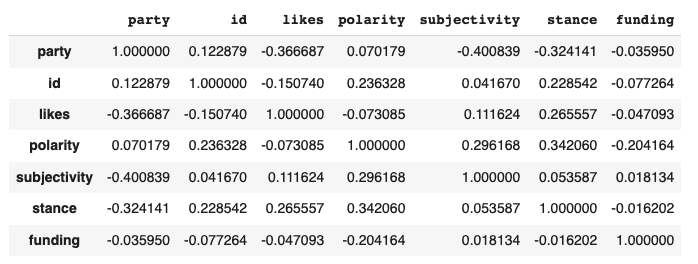 party id likes polarity subjectivity stance funding
party 1.000000 0.122879 -0.366687 0.070179 -0.400839 -0.324141 -0.035950
id 0.122879 1.000000 -0.150740 0.236328 0.041670 0.228542 -0.077264
likes -0.366687 -0.150740 1.000000 -0.073085 0.111624 0.265557 -0.047093
polarity 0.070179 0.236328 -0.073085 1.000000 0.296168 0.342060 -0.204164
subjectivity -0.400839 0.041670 0.111624 0.296168 1.000000 0.053587 0.018134
stance -0.324141 0.228542 0.265557 0.342060 0.053587 1.000000 -0.016202
funding -0.035950 -0.077264 -0.047093 -0.204164 0.018134 -0.016202 1.000000